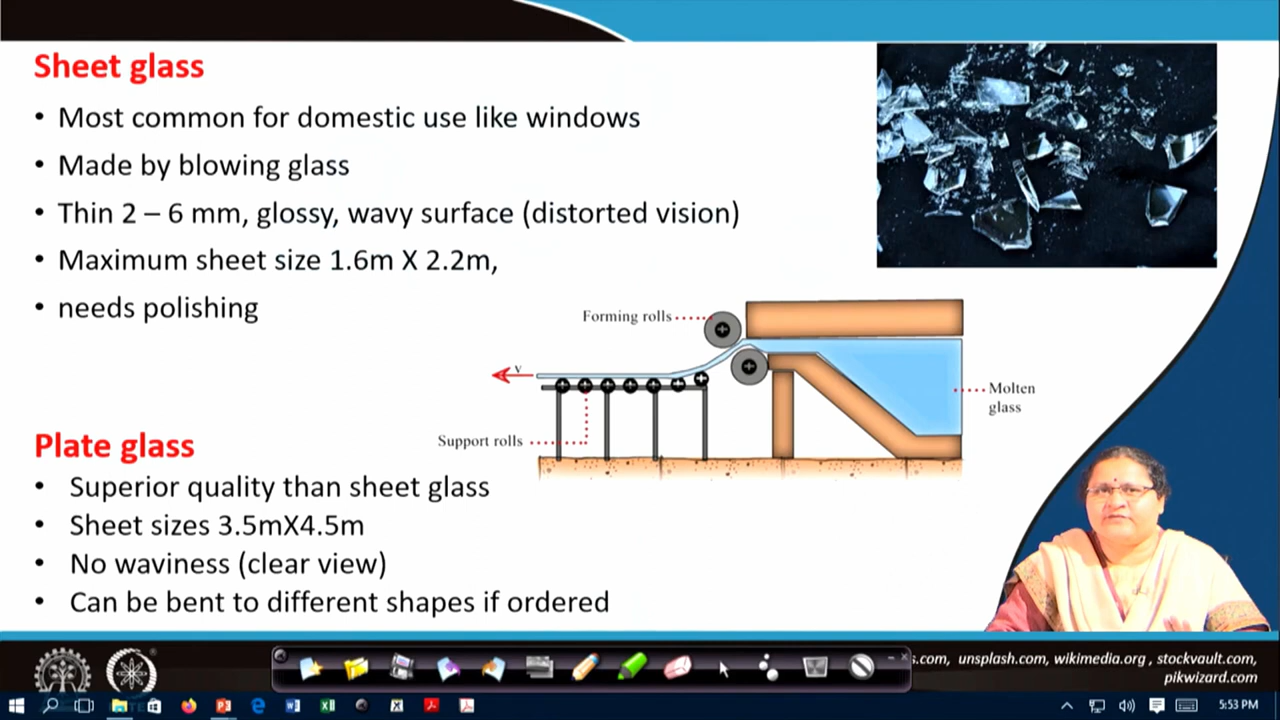 Sheet glass
• Most common for domestic use like windows
• Made by blowing glass
• Thin 2 – 6 mm, glossy, wavy surface (distorted vision)
• Maximum sheet size 1.6m X 2.2m,
• needs polishing
Forming rolls
v
Molten
glass
Support rolls
Plate glass
• Superior quality than sheet glass
• Sheet sizes 3.5mX4.5m
• No waviness (clear view)
• Can be bent to different shapes if ordered
s.com, unsplash.com, wikimedia.org , stockvault.com,
pikwizard.com
5:53 PM